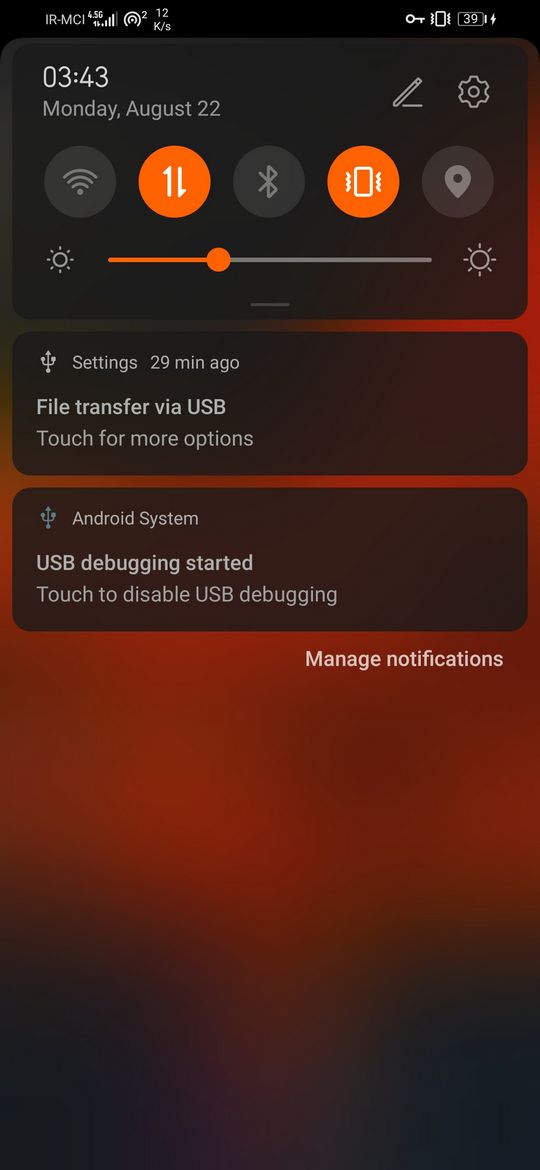 IR-MCI 4.5G 2 12 K/s 39
03:43
Monday, August 22
Settings 29 min ago
File transfer via USB
Touch for more options
Android System
USB debugging started
Touch to disable USB debugging
Manage notifications